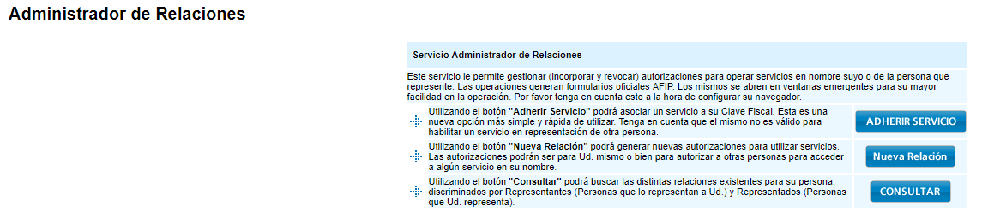 Administrador de Relaciones
Servicio Administrador de Relaciones
Este servicio le permite gestionar (incorporar y revocar) autorizaciones para operar servicios en nombre suyo o de la persona que
represente. Las operaciones generan formularios oficiales AFIP. Los mismos se abren en ventanas emergentes para su mayor
facilidad en la operación. Por favor tenga en cuenta esto a la hora de configurar su navegador.
Utilizando el botón "Adherir Servicio" podrá asociar un servicio a su Clave Fiscal. Esta es una
nueva opción más simple y rápida de utilizar. Tenga en cuenta que el mismo no es válido para
habilitar un servicio en representación de otra persona.
ADHERIR SERVICIO
Utilizando el botón "Nueva Relación" podrá generar nuevas autorizaciones para utilizar servicios.
Las autorizaciones podrán ser para Ud. mismo o bien para autorizar a otras personas para acceder
a algún servicio en su nombre.
Nueva Relación
Utilizando el botón "Consultar" podrá buscar las distintas relaciones existentes para su persona,
discriminados por Representantes (Personas que lo representan a Ud.) y Representados (Personas
que Ud. representa).
CONSULTAR